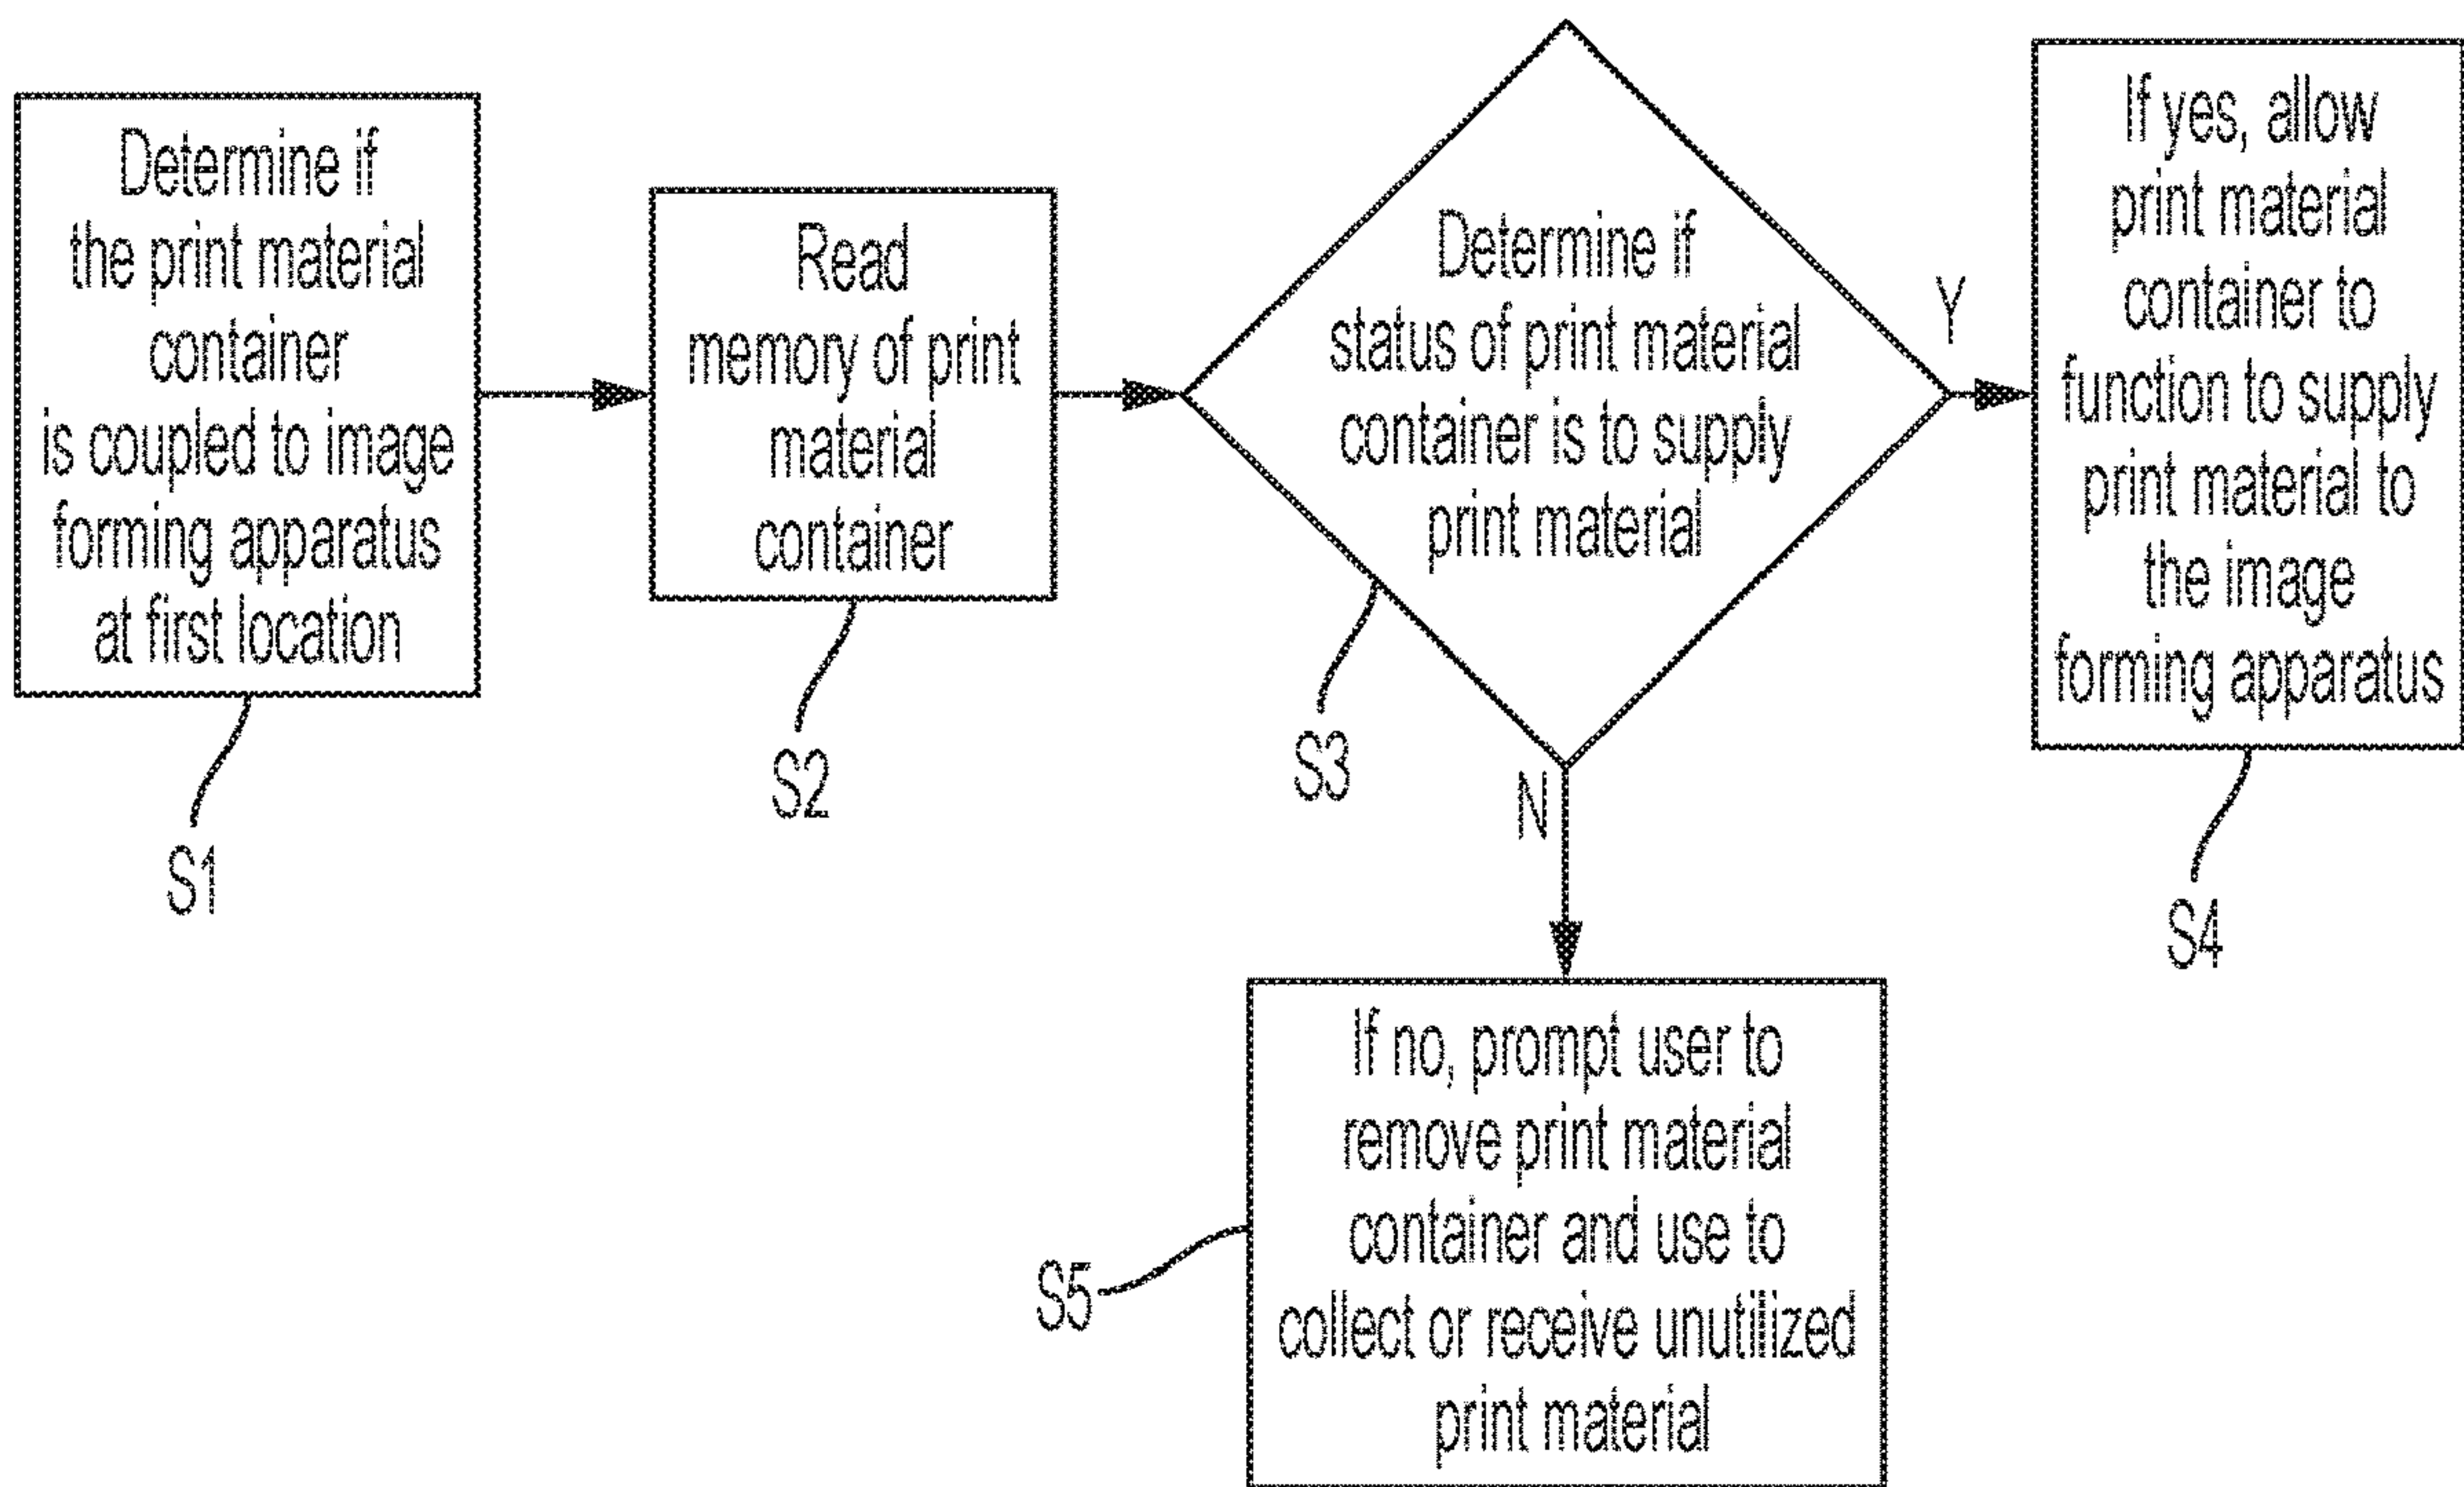 Determine if
the print material
container
is coupled to image
forming apparatus
at first location
S1
Read
memory of print
material
container
S2
Determine if
status of print material
container is to supply
print material
S3
Y
N
If yes, allow
print material
container to
function to supply
print material to
the image
forming apparatus
S4
If no, prompt user to
remove print material
container and use to
collect or receive unutilized
print material
S5